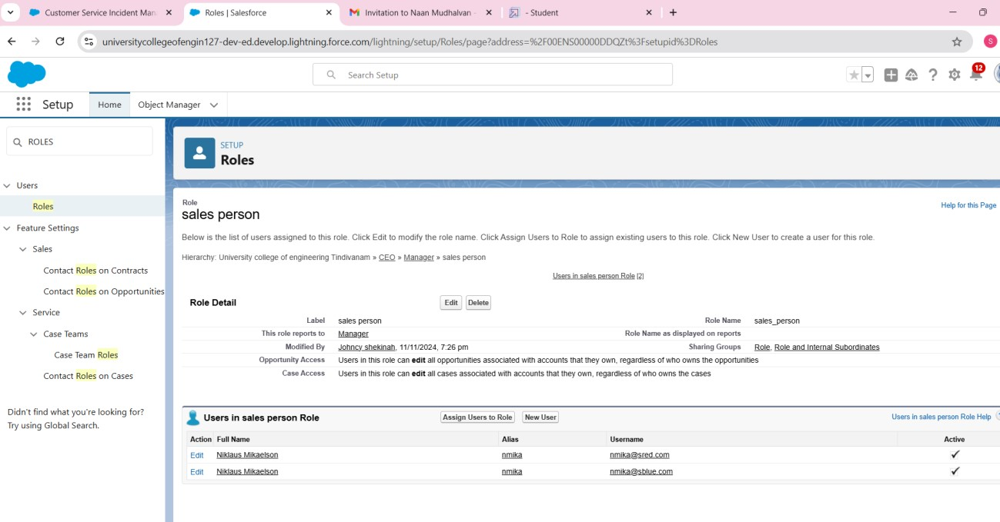 Customer Service Incident Man
Roles | Salesforce
Invitation to Naan Mudhalvan -
- Student
universitycollegeofengin127-dev-ed.develop.lightning.force.com/lightning/setup/Roles/page?address=%2F00ENS00000DDQZt%3Fsetupid%3DRoles
S
Search Setup
12
Setup
Home
Object Manager
ROLES
Users
Roles
Feature Settings
Sales
Contact Roles on Contracts
Contact Roles on Opportunities
Service
Case Teams
Case Team Roles
Contact Roles on Cases
Didn't find what you're looking for?
Try using Global Search.
SETUP
Roles
Role
sales person
Help for this Page
Below is the list of users assigned to this role. Click Edit to modify the role name. Click Assign Users to Role to assign existing users to this role. Click New User to create a user for this role.
Hierarchy: University college of engineering Tindivanam » CEO » Manager » sales person
Users in sales person Role [2]
Role Detail Edit Delete
Label sales person Role Name sales_person
This role reports to Manager Role Name as displayed on reports
Modified By Johncy shekinah, 11/11/2024, 7:26 pm Sharing Groups Role, Role and Internal Subordinates
Opportunity Access Users in this role can edit all opportunities associated with accounts that they own, regardless of who owns the opportunities
Case Access Users in this role can edit all cases associated with accounts that they own, regardless of who owns the cases
Users in sales person Role Assign Users to Role New User Users in sales person Role Help
Action Full Name Alias Username Active
Edit Niklaus Mikaelson nmika nmika@sred.com
Edit Niklaus Mikaelson nmika nmika@sblue.com